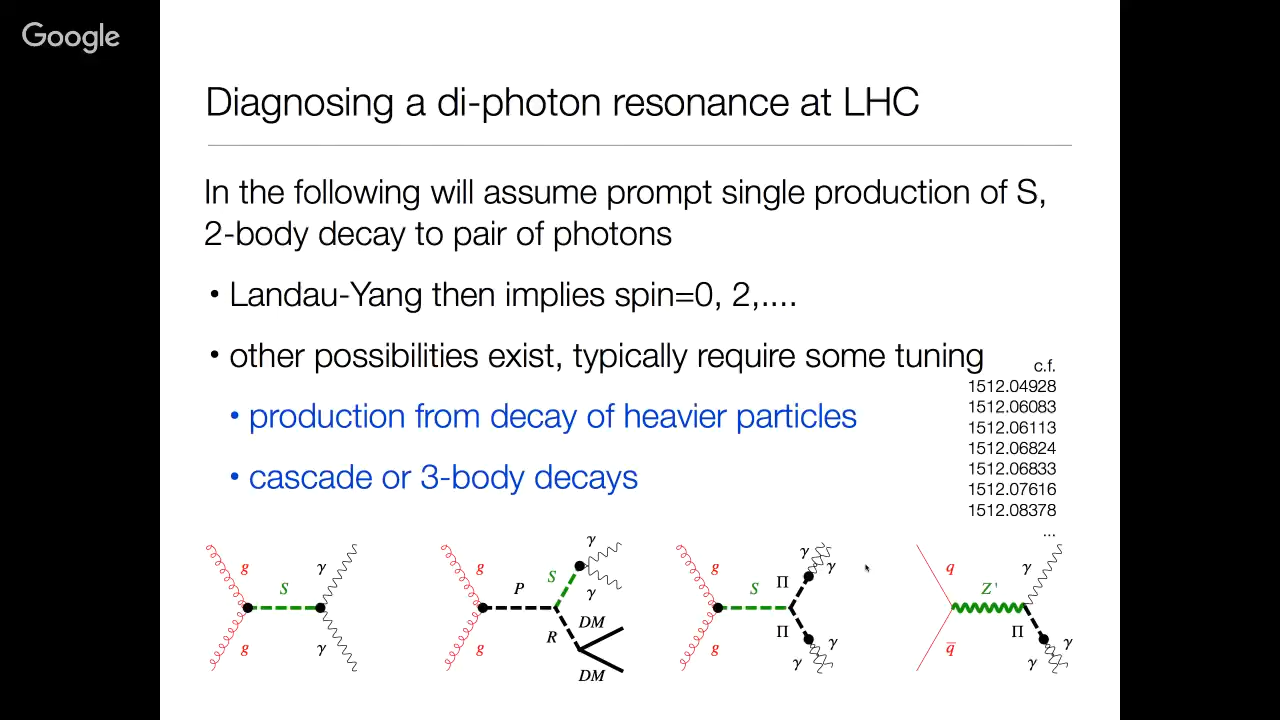 Google
Diagnosing a di-photon resonance at LHC
In the following will assume prompt single production of S,
2-body decay to pair of photons
• Landau-Yang then implies spin=0, 2,....
• other possibilities exist, typically require some tuning
c.f.
1512.04928
1512.06083
1512.06113
1512.06824
1512.06833
1512.07616
1512.08378
...
• production from decay of heavier particles
• cascade or 3-body decays
g
S
γ
g
γ
g
P
S
γ
γ
g
R
DM
DM
g
S
Π
γ
γ
g
Π
γ
γ
q
Z'
γ
q̅
Π
γ
γ